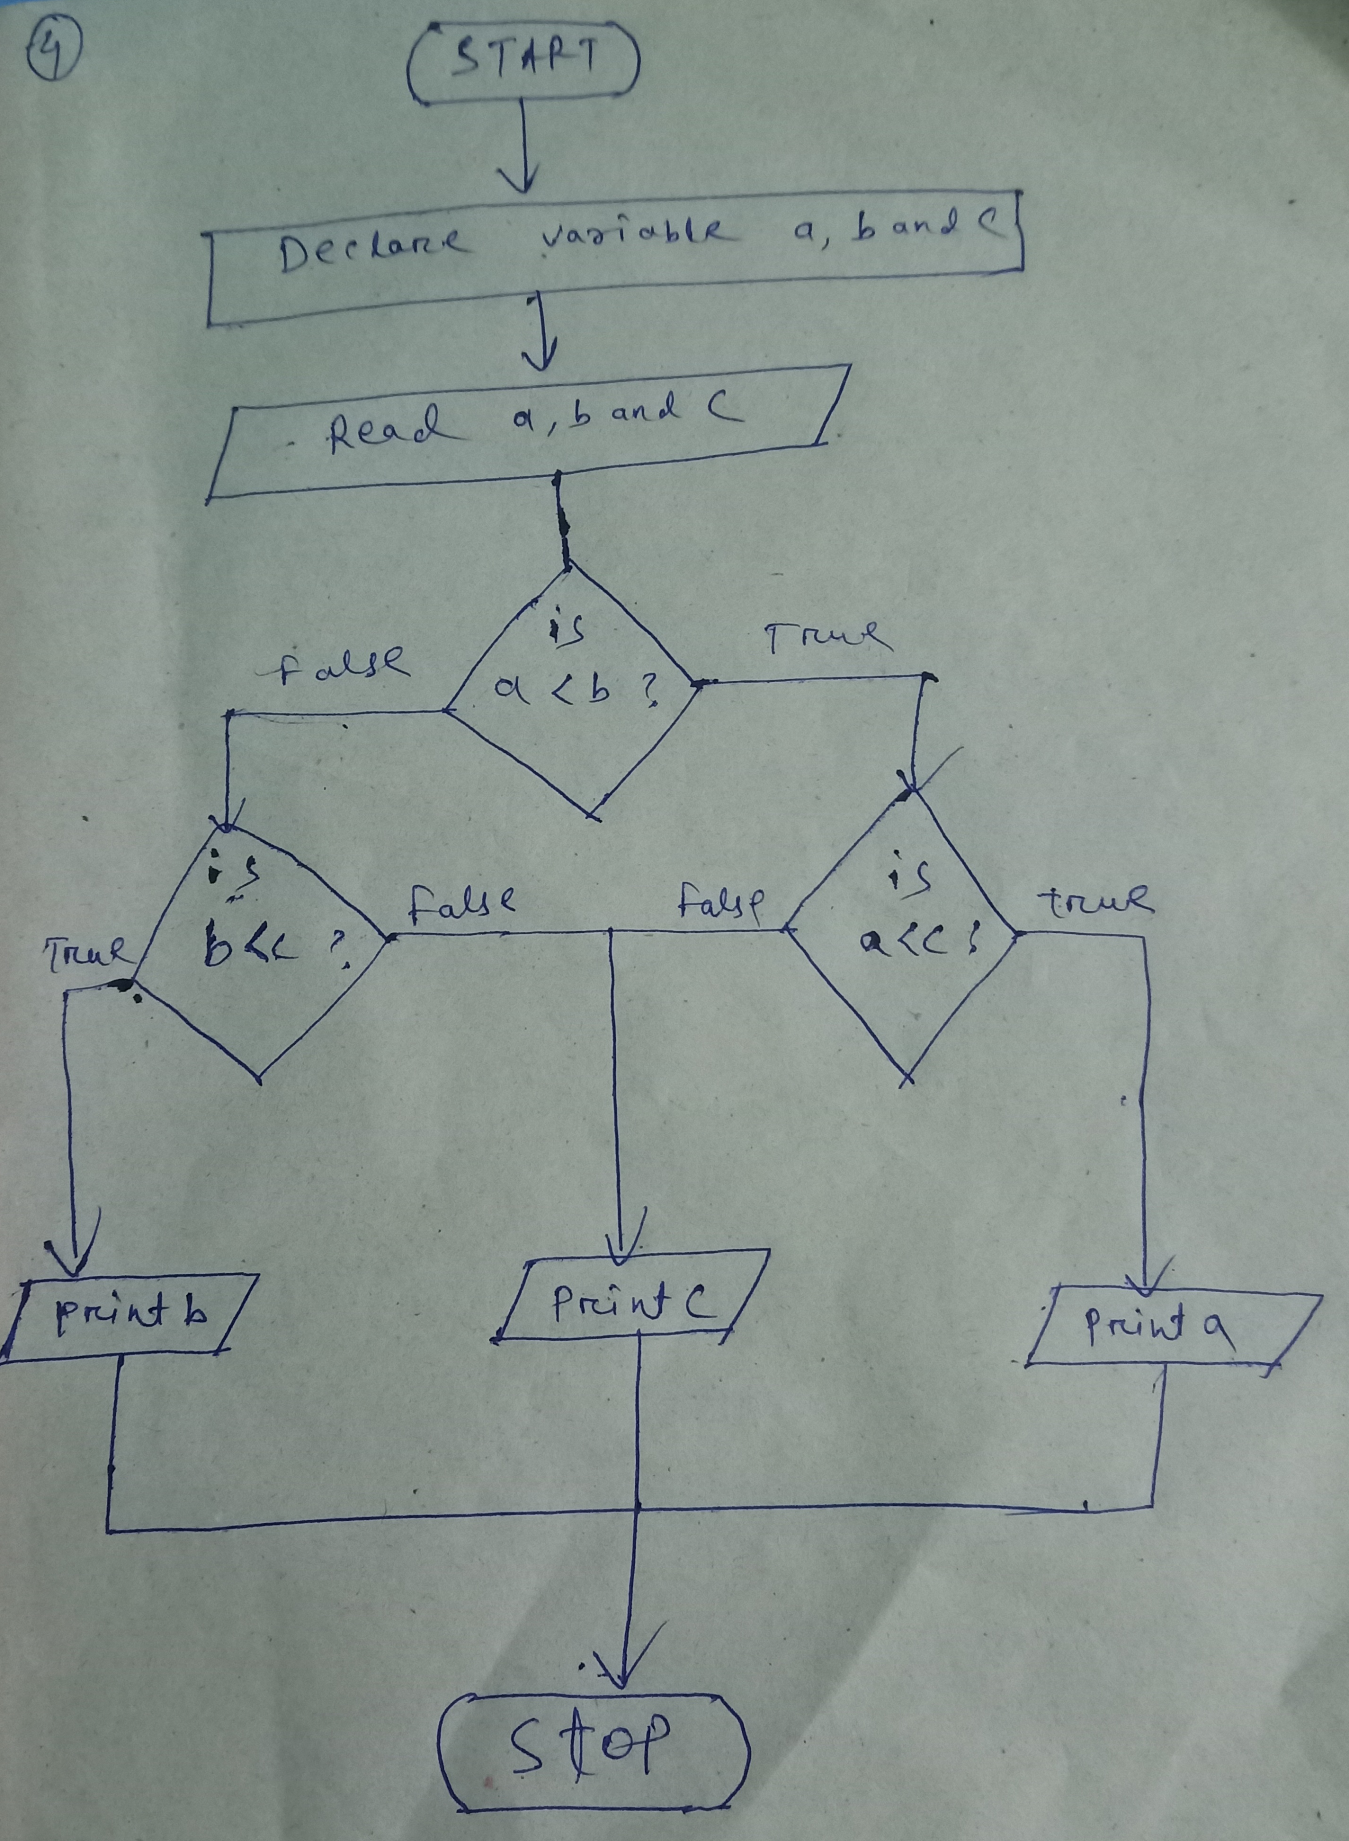 4
START
Declare variable a, b and c
Read a, b and c
is
a < b ?
False
True
is
b < c ?
True
False
is
a < c ?
False
true
print b
print c
print a
STOP